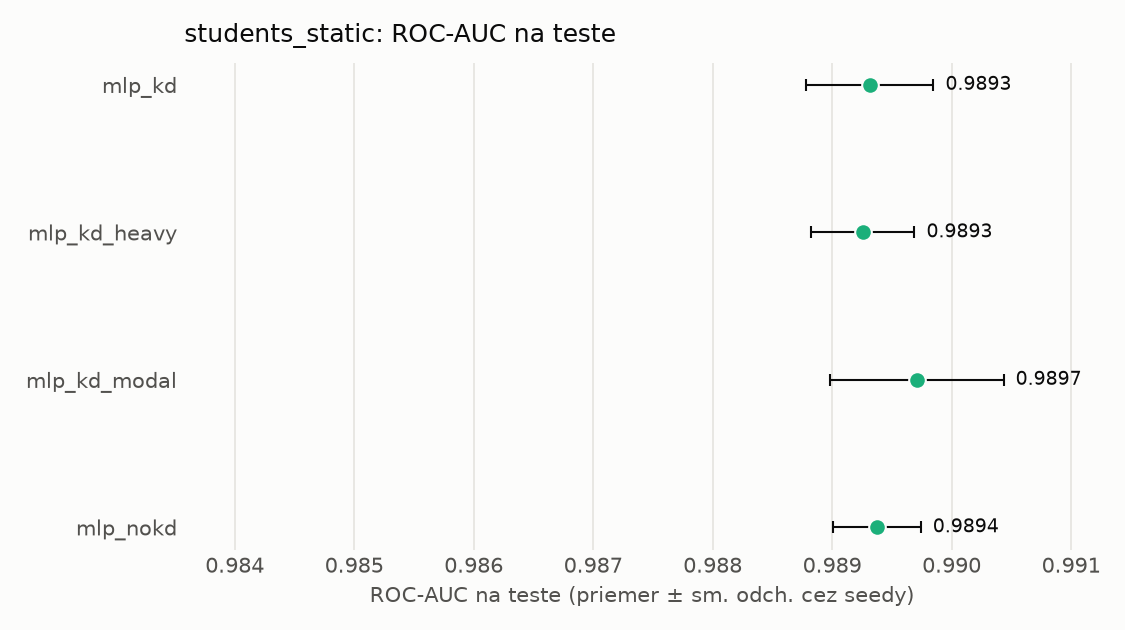 students_static: ROC-AUC na teste
mlp_kd
0.9893
mlp_kd_heavy
0.9893
mlp_kd_modal
0.9897
mlp_nokd
0.9894
0.984 0.985 0.986 0.987 0.988 0.989 0.990 0.991
ROC-AUC na teste (priemer ± sm. odch. cez seedy)